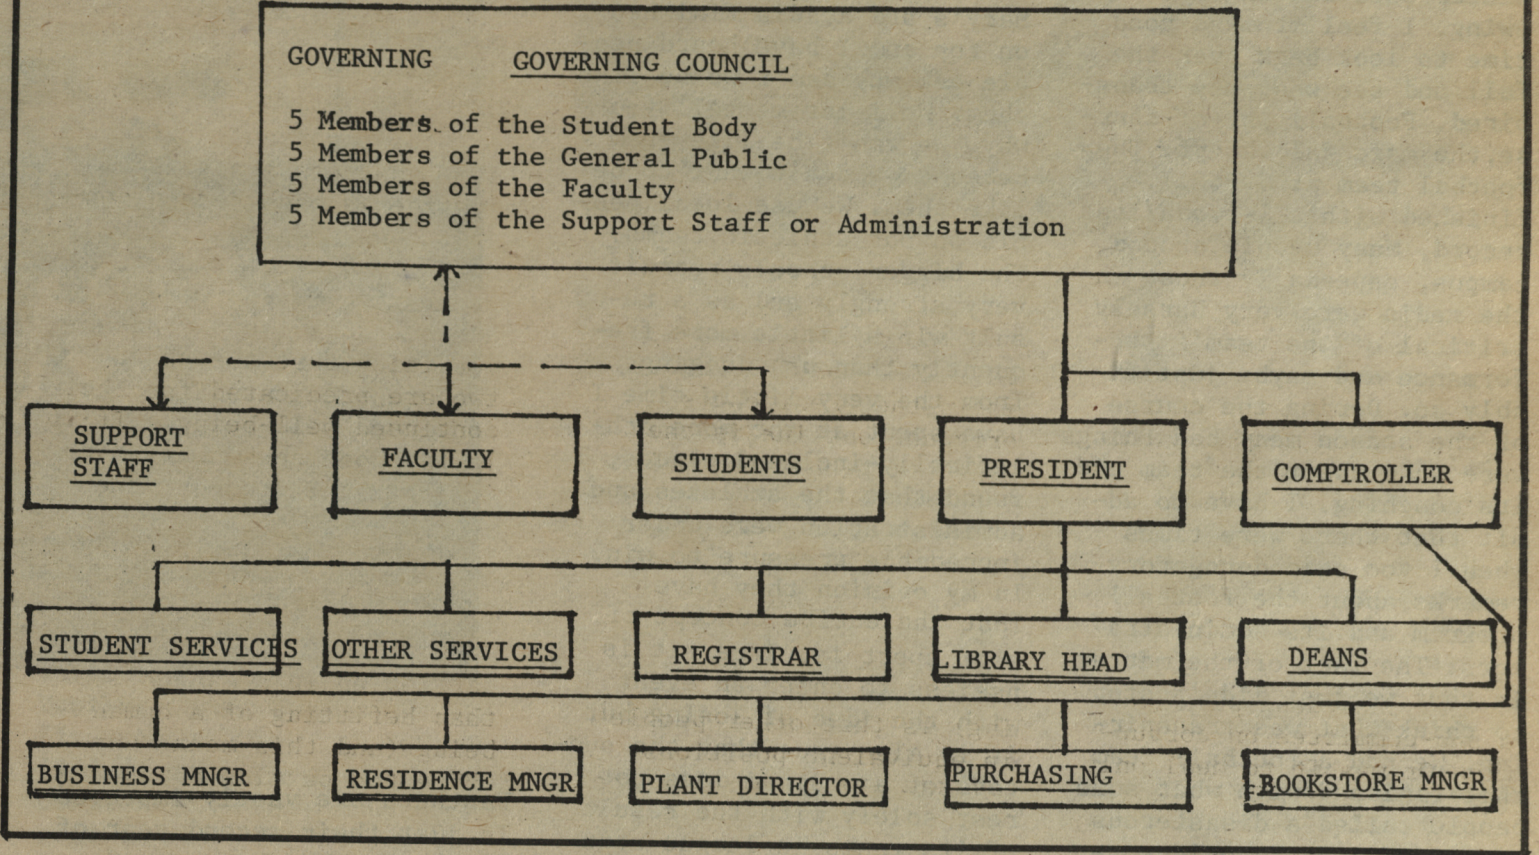 GOVERNING GOVERNING COUNCIL
5 Members of the Student Body
5 Members of the General Public
5 Members of the Faculty
5 Members of the Support Staff or Administration
SUPPORT
STAFF
FACULTY
STUDENTS
PRESIDENT
COMPTROLLER
STUDENT SERVICES
OTHER SERVICES
REGISTRAR
LIBRARY HEAD
DEANS
BUSINESS MNGR
RESIDENCE MNGR
PLANT DIRECTOR
PURCHASING
BOOKSTORE MNGR